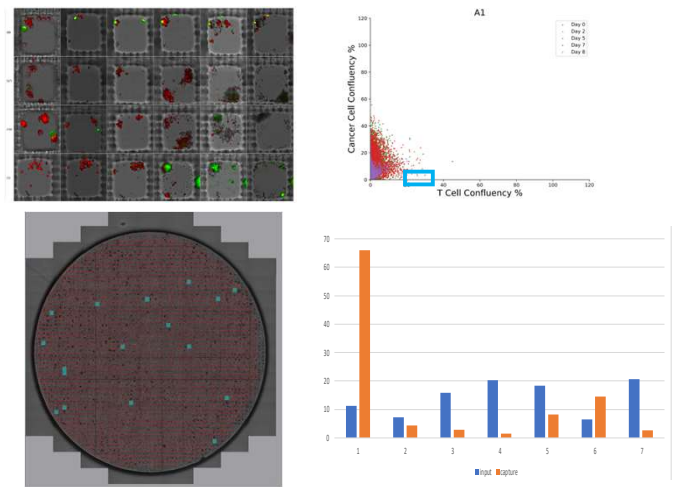 A1
Day 0
Day 2
Day 5
Day 7
Day 8
120
100
80
60
40
20
0
Cancer Cell Confluency %
0 20 40 60 80 100 120
T Cell Confluency %
70
60
50
40
30
20
10
0
1 2 3 4 5 6 7
input capture